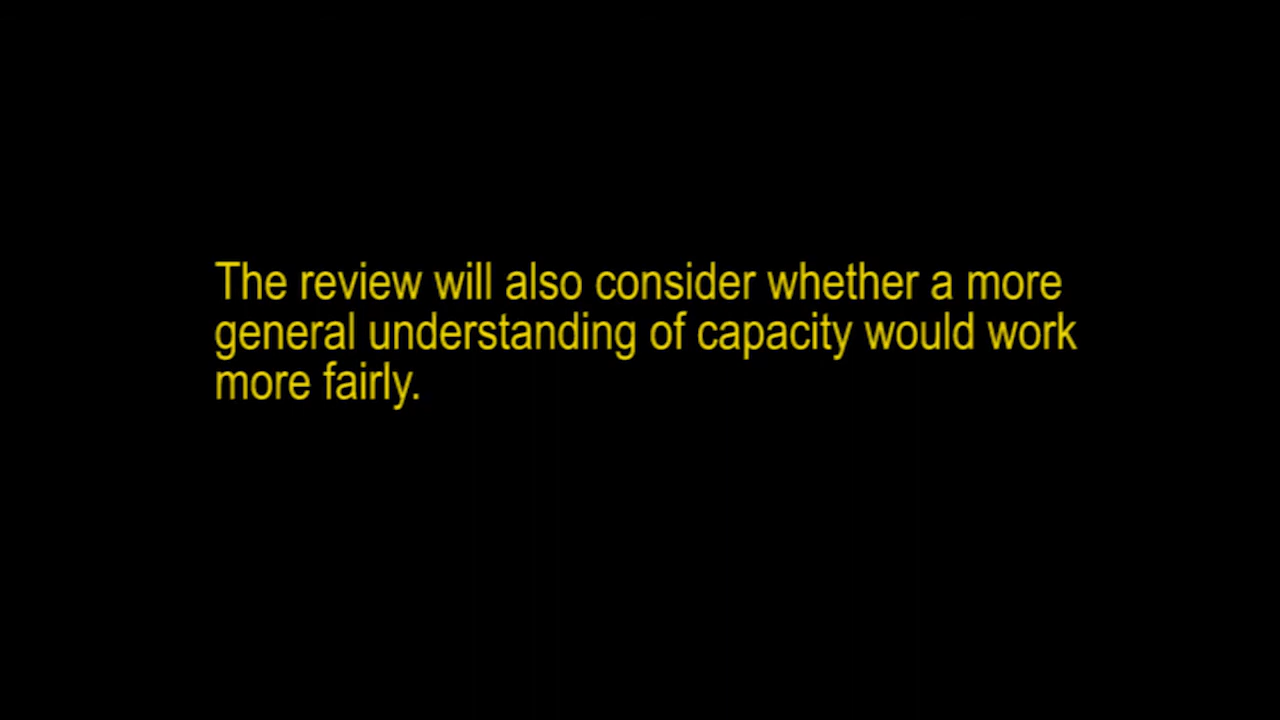 The review will also consider whether a more
general understanding of capacity would work
more fairly.